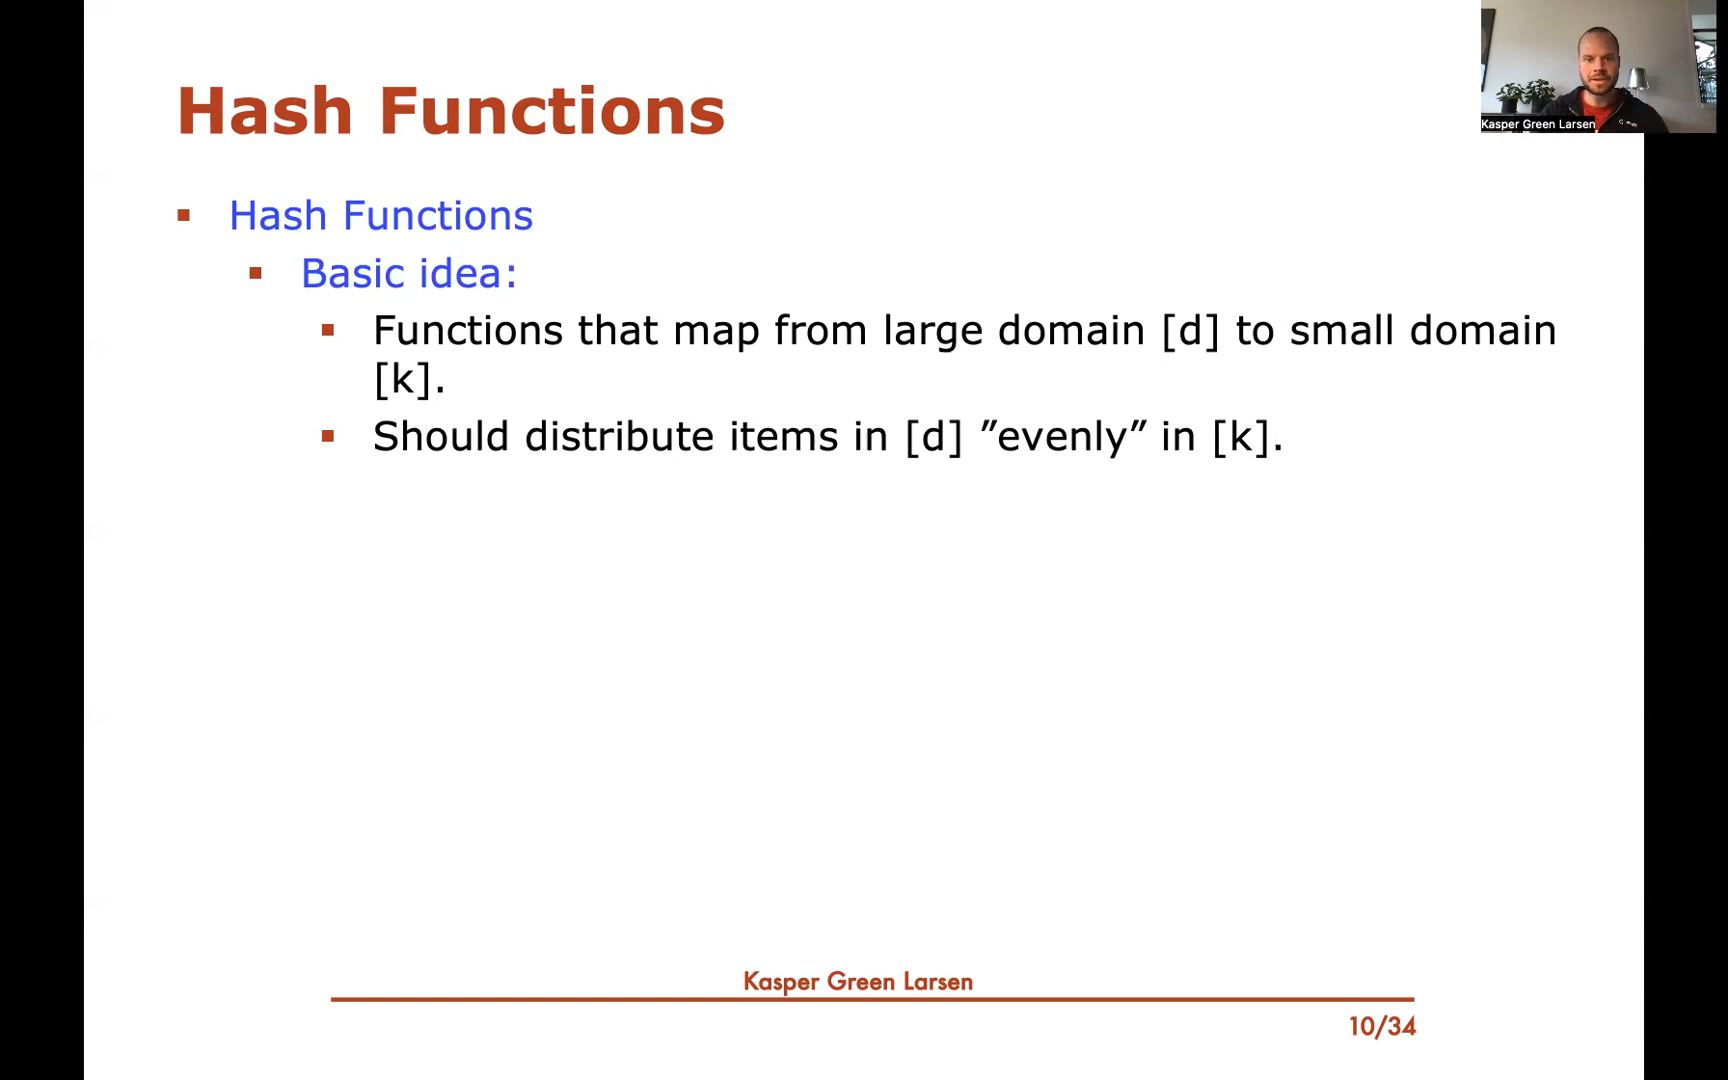 Hash Functions
Kasper Green Larsen
▪ Hash Functions
▪ Basic idea:
▪ Functions that map from large domain [d] to small domain
[k].
▪ Should distribute items in [d] ”evenly” in [k].
Kasper Green Larsen
10/34